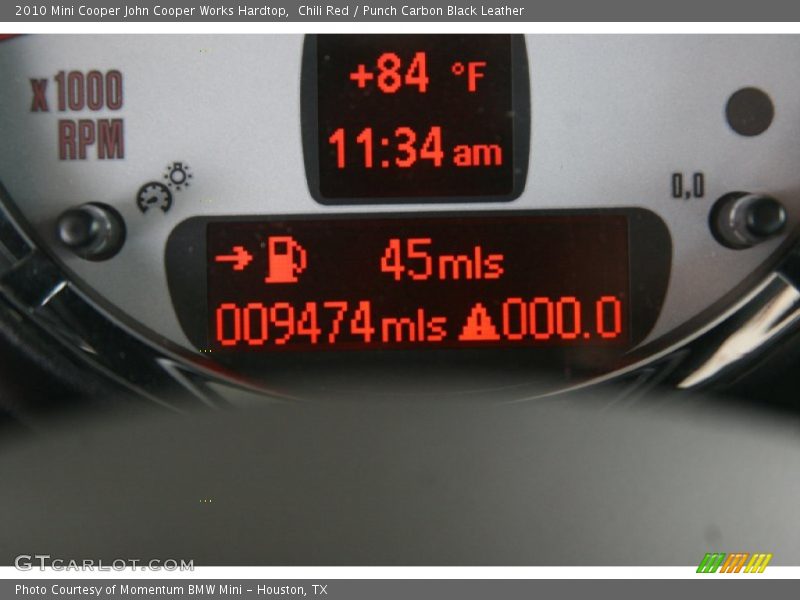 2010 Mini Cooper John Cooper Works Hardtop,  Chili Red / Punch Carbon Black Leather
+84 °F
x1000
RPM
11:34 am
0,0
→ 45mls
009474mls 000.0
GTCARLOT.COM
Photo Courtesy of Momentum BMW Mini - Houston, TX